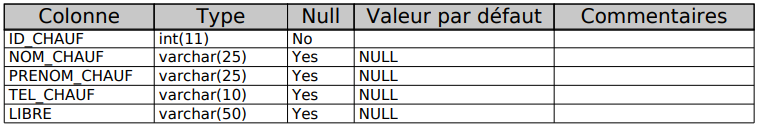 Colonne Type Null Valeur par défaut Commentaires
ID_CHAUF int(11) No
NOM_CHAUF varchar(25) Yes NULL
PRENOM_CHAUF varchar(25) Yes NULL
TEL_CHAUF varchar(10) Yes NULL
LIBRE varchar(50) Yes NULL